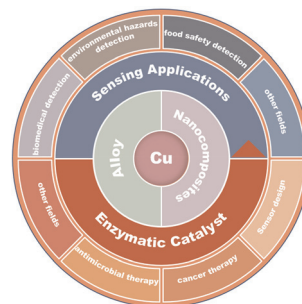 environmental hazards
detection
food safety detection
biomedical detection
other fields
Sensing Applications
Alloy
Nanocomposites
Cu
Enzymatic Catalyst
other fields
Sensor design
antimicrobial therapy
cancer therapy